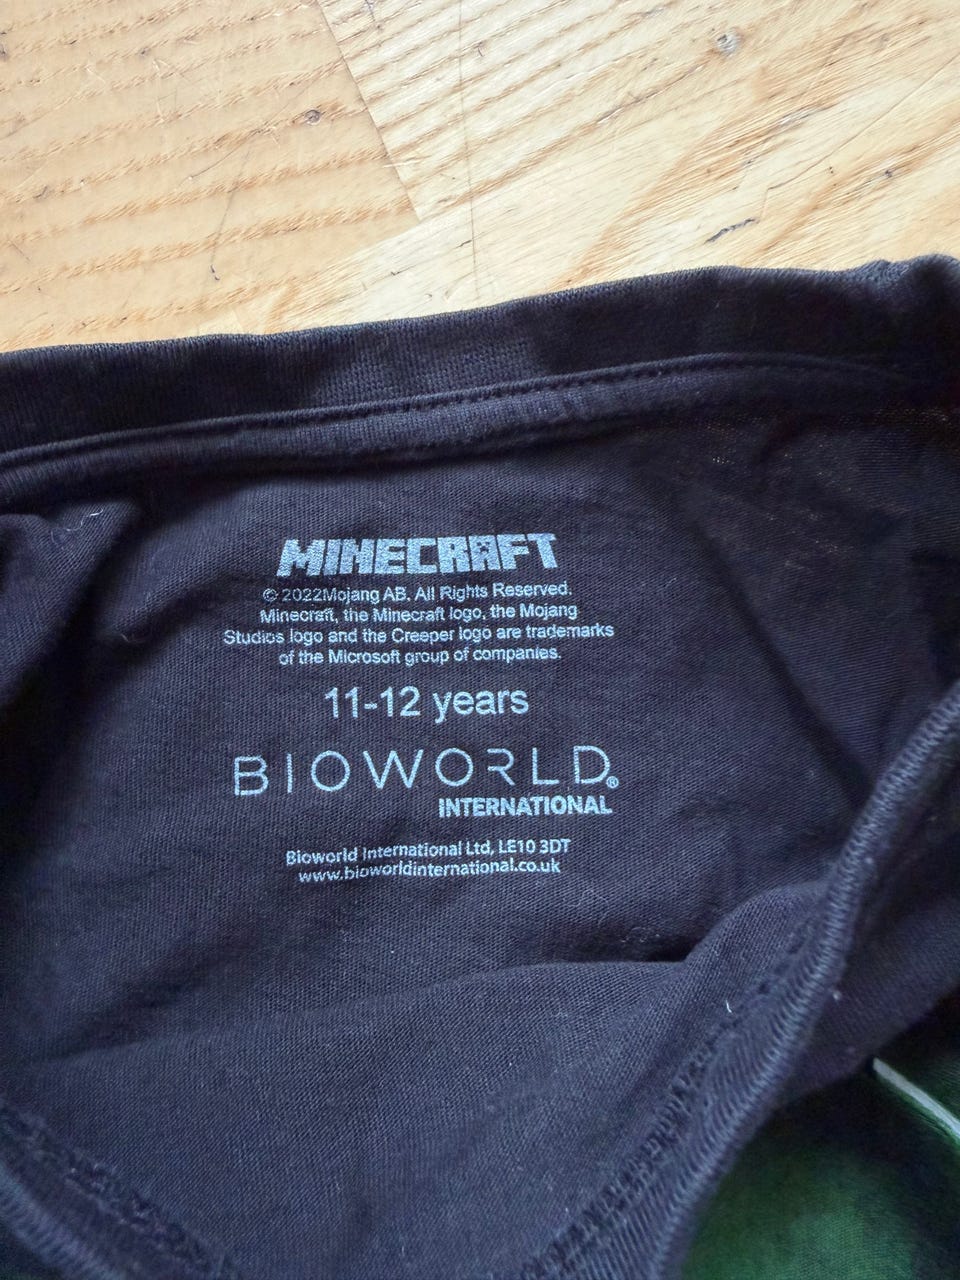 MINECRAFT
© 2022Mojang AB. All Rights Reserved.
Minecraft, the Minecraft logo, the Mojang
Studios logo and the Creeper logo are trademarks
of the Microsoft group of companies.
11-12 years
BIOWORLD®
INTERNATIONAL
Bioworld International Ltd, LE10 3DT
www.bioworldinternational.co.uk